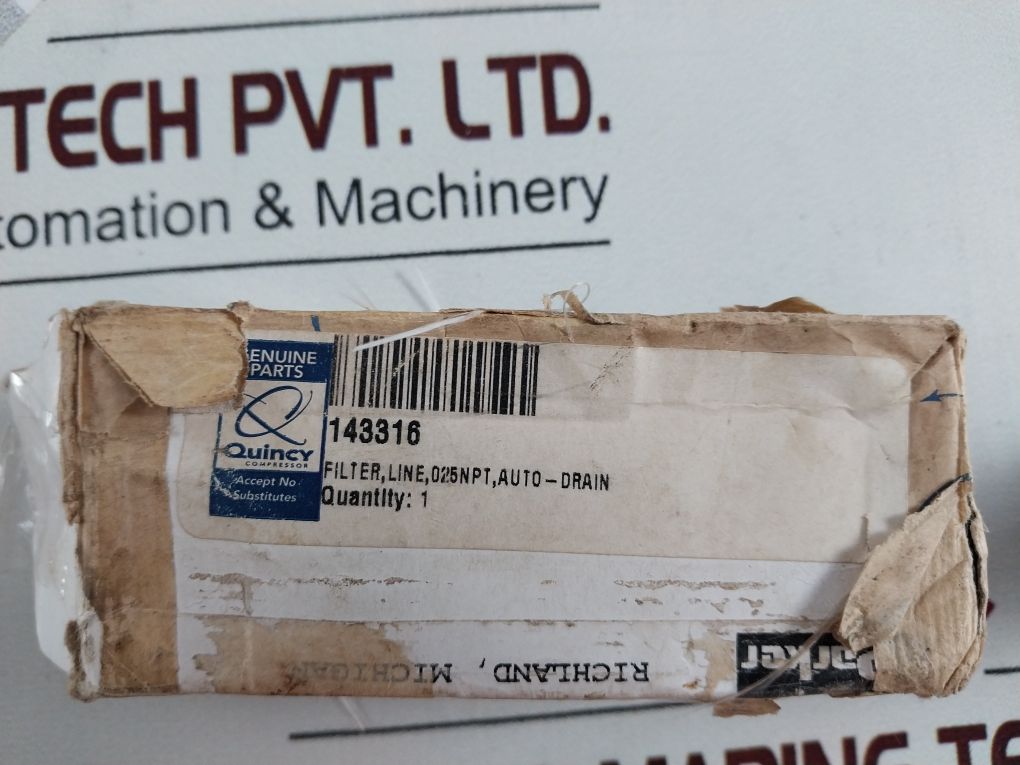 TECH PVT. LTD.
tomation & Machinery
GENUINE
PARTS
Quincy
COMPRESSOR
Accept No
Substitutes
143316
FILTER,LINE,025NPT,AUTO-DRAIN
Quantity: 1
Parker
RICHLAND, MICHIGAN